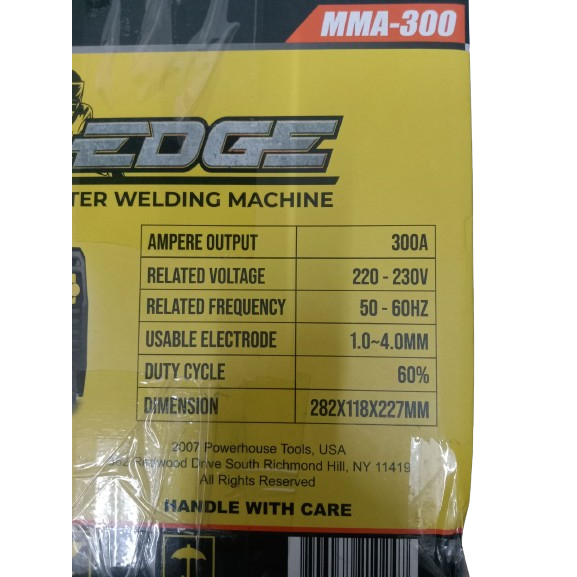 MMA-300
EDGE
TER WELDING MACHINE
AMPERE OUTPUT 300A
RELATED VOLTAGE 220 - 230V
RELATED FREQUENCY 50 - 60HZ
USABLE ELECTRODE 1.0~4.0MM
DUTY CYCLE 60%
DIMENSION 282X118X227MM
2007 Powerhouse Tools, USA
Drive South Richmond Hill, NY 11419
All Rights Reserved
HANDLE WITH CARE